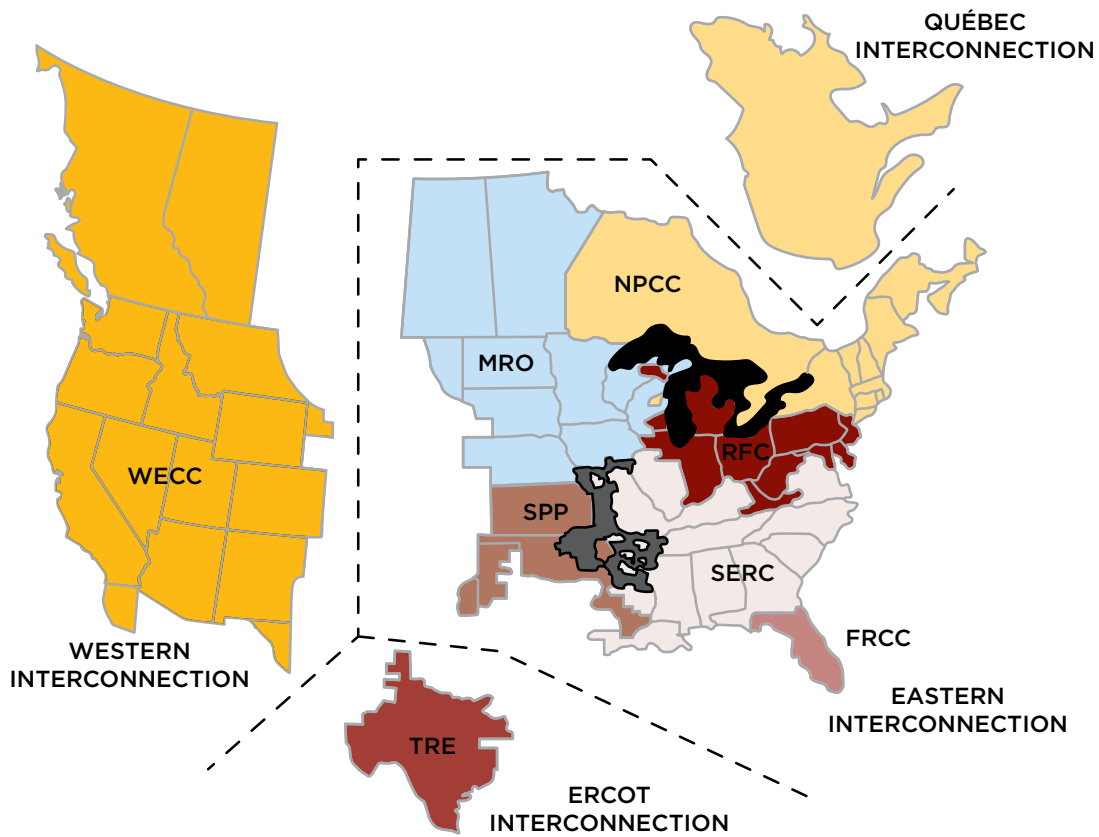 QUÉBEC
INTERCONNECTION
NPCC
MRO
RFC
WECC
SPP
SERC
FRCC
WESTERN
INTERCONNECTION
EASTERN
INTERCONNECTION
TRE
ERCOT
INTERCONNECTION